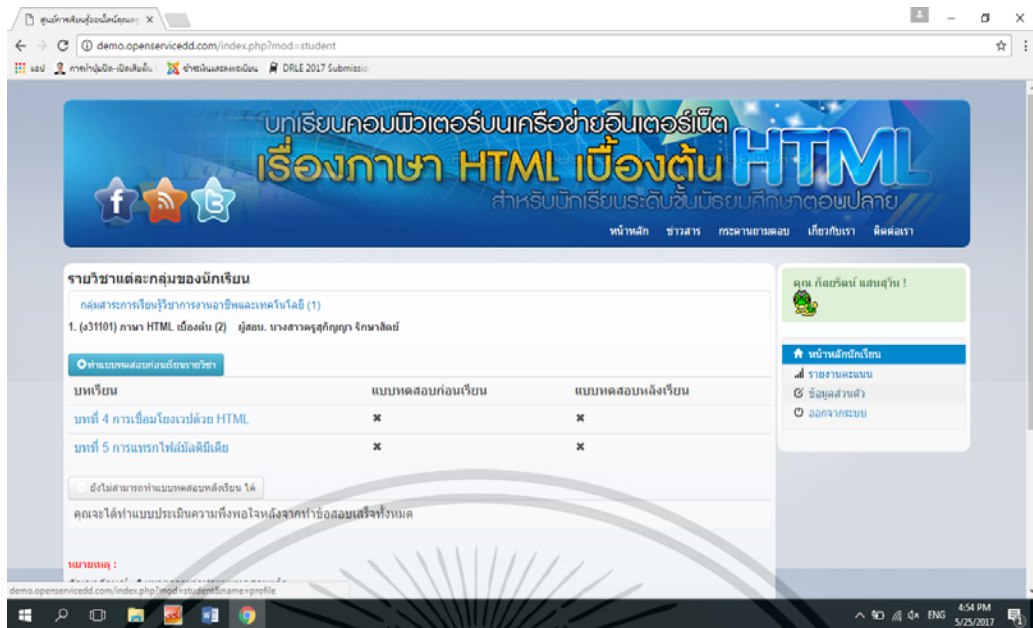 demo.openservicedd.com/index.php?mod=student
DRLE 2017 Submissio
บทเรียนคอมพิวเตอร์บนเครือข่ายอินเตอร์เน็ต
เรื่องภาษา HTML เบื้องต้น
HTML
สำหรับนักเรียนระดับชั้นมัธยมศึกษาตอนปลาย
หน้าหลัก ข่าวสาร กระดานถามตอบ เกี่ยวกับเรา ติดต่อเรา
รายวิชาแต่ละกลุ่มของนักเรียน
กลุ่มสาระการเรียนรู้วิชาการงานอาชีพและเทคโนโลยี (1)
1. (ง31101) ภาษา HTML เบื้องต้น (2) ผู้สอน. นางสาวครูสุกัญญา รักษาสัตย์
ทำแบบทดสอบก่อนเรียนรายวิชา
บทเรียน แบบทดสอบก่อนเรียน แบบทดสอบหลังเรียน
บทที่ 4 การเชื่อมโยงเวปด้วย HTML
บทที่ 5 การแทรกไฟล์มัลติมีเดีย
ยังไม่สามารถทำแบบทดสอบหลังเรียน ได้
คุณจะได้ทำแบบประเมินความพึงพอใจหลังจากทำข้อสอบเสร็จทั้งหมด
หมายเหตุ :
คุณ ก้อยรัตน์ แสนสุวัน !
หน้าหลักนักเรียน
รายงานคะแนน
ข้อมูลส่วนตัว
ออกจากระบบ
demo.openservicedd.com/index.php?mod=student&name=profile
ENG
4:54 PM
5/25/2017